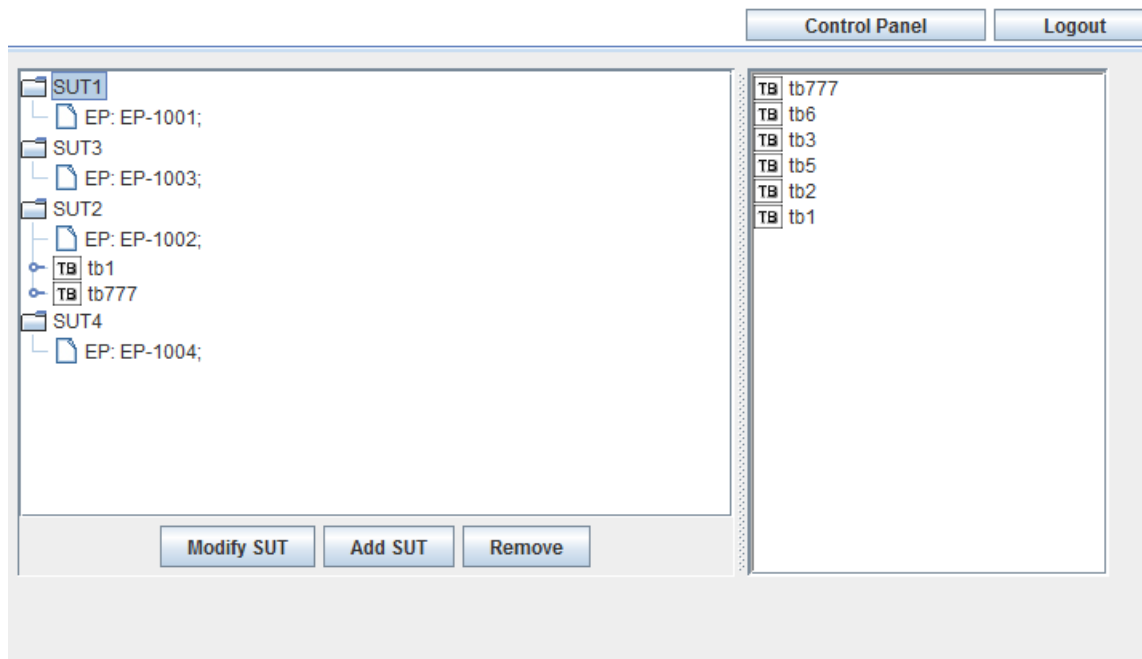 Control Panel Logout
SUT1
EP: EP-1001;
SUT3
EP: EP-1003;
SUT2
EP: EP-1002;
TB tb1
TB tb777
SUT4
EP: EP-1004;
Modify SUT Add SUT Remove
TB tb777
TB tb6
TB tb3
TB tb5
TB tb2
TB tb1